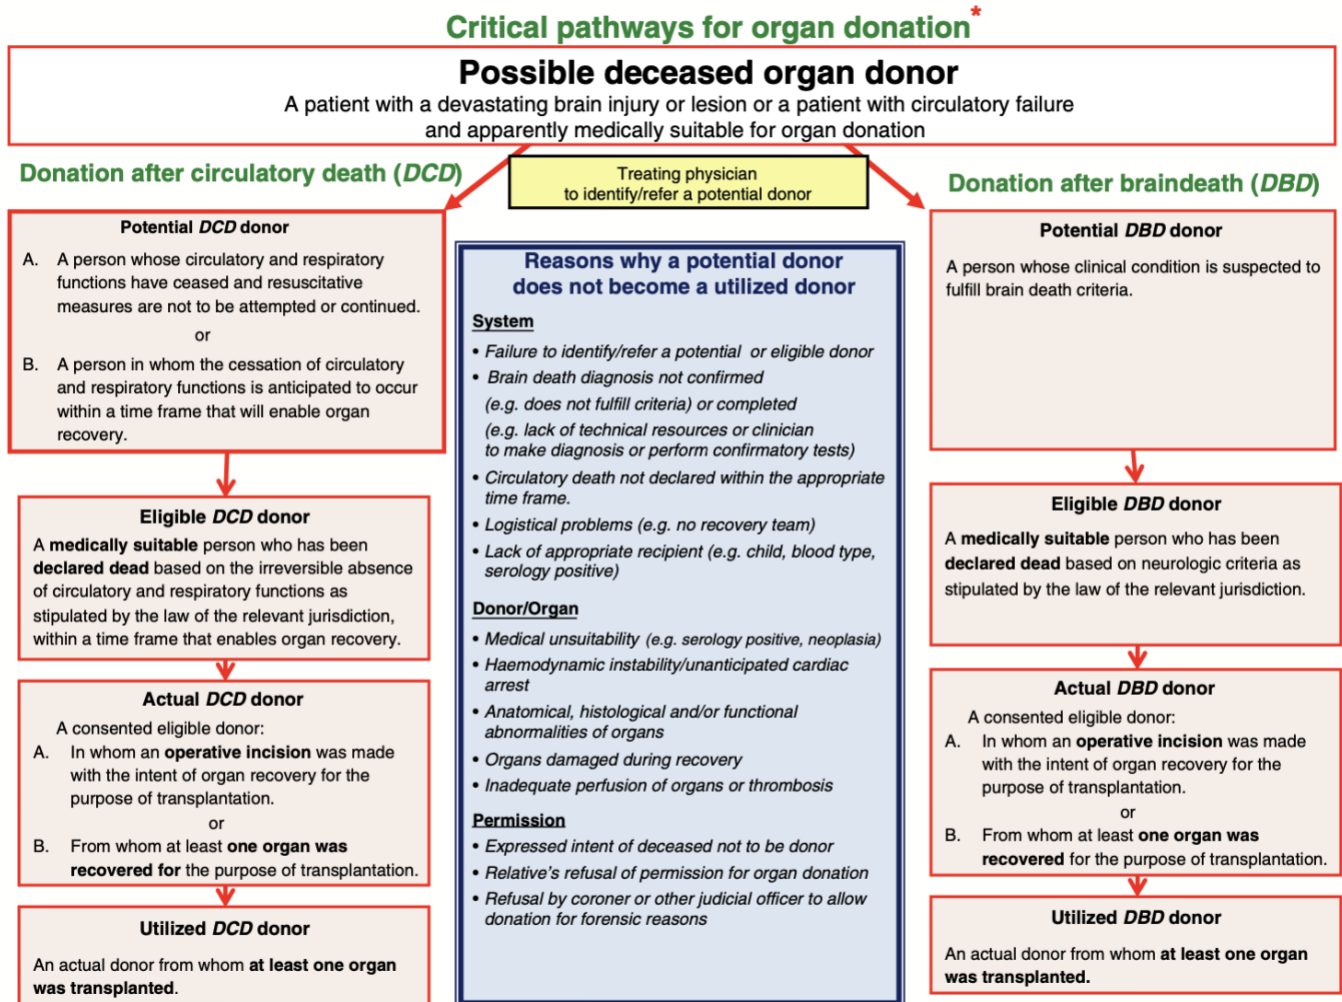 Critical pathways for organ donation*
Possible deceased organ donor
A patient with a devastating brain injury or lesion or a patient with circulatory failure
and apparently medically suitable for organ donation
Treating physician
to identify/refer a potential donor
Donation after circulatory death (DCD)
Potential DCD donor
A. A person whose circulatory and respiratory
functions have ceased and resuscitative
measures are not to be attempted or continued.
or
B. A person in whom the cessation of circulatory
and respiratory functions is anticipated to occur
within a time frame that will enable organ
recovery.
Eligible DCD donor
A medically suitable person who has been
declared dead based on the irreversible absence
of circulatory and respiratory functions as
stipulated by the law of the relevant jurisdiction,
within a time frame that enables organ recovery.
Actual DCD donor
A consented eligible donor:
A. In whom an operative incision was made
with the intent of organ recovery for the
purpose of transplantation.
or
B. From whom at least one organ was
recovered for the purpose of transplantation.
Utilized DCD donor
An actual donor from whom at least one organ
was transplanted.
Reasons why a potential donor
does not become a utilized donor
System
• Failure to identify/refer a potential or eligible donor
• Brain death diagnosis not confirmed
(e.g. does not fulfill criteria) or completed
(e.g. lack of technical resources or clinician
to make diagnosis or perform confirmatory tests)
• Circulatory death not declared within the appropriate
time frame.
• Logistical problems (e.g. no recovery team)
• Lack of appropriate recipient (e.g. child, blood type,
serology positive)
Donor/Organ
• Medical unsuitability (e.g. serology positive, neoplasia)
• Haemodynamic instability/unanticipated cardiac
arrest
• Anatomical, histological and/or functional
abnormalities of organs
• Organs damaged during recovery
• Inadequate perfusion of organs or thrombosis
Permission
• Expressed intent of deceased not to be donor
• Relative's refusal of permission for organ donation
• Refusal by coroner or other judicial officer to allow
donation for forensic reasons
Donation after braindeath (DBD)
Potential DBD donor
A person whose clinical condition is suspected to
fulfill brain death criteria.
Eligible DBD donor
A medically suitable person who has been
declared dead based on neurologic criteria as
stipulated by the law of the relevant jurisdiction.
Actual DBD donor
A consented eligible donor:
A. In whom an operative incision was made
with the intent of organ recovery for the
purpose of transplantation.
or
B. From whom at least one organ was
recovered for the purpose of transplantation.
Utilized DBD donor
An actual donor from whom at least one organ
was transplanted.